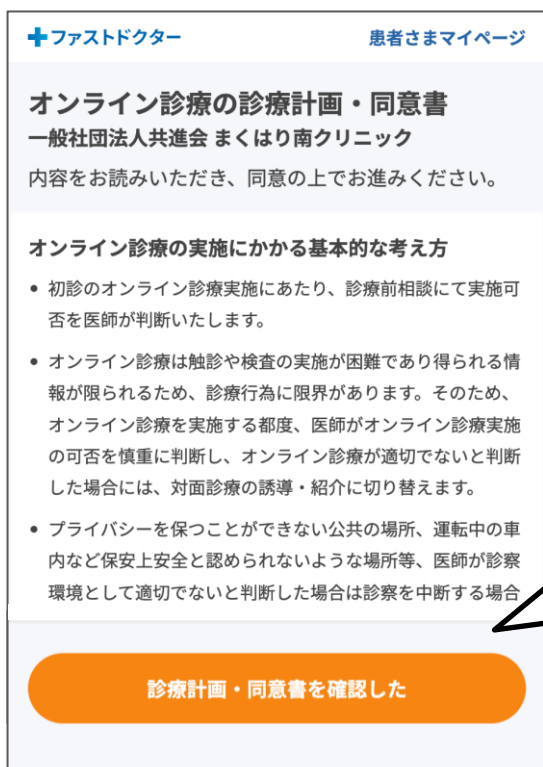 ファストドクター
患者さまマイページ
オンライン診療の診療計画・同意書
一般社団法人共進会 まくはり南クリニック
内容をお読みいただき、同意の上でお進みください。
オンライン診療の実施にかかる基本的な考え方
• 初診のオンライン診療実施にあたり、診療前相談にて実施可
否を医師が判断いたします。
• オンライン診療は触診や検査の実施が困難であり得られる情
報が限られるため、診療行為に限界があります。そのため、
オンライン診療を実施する都度、医師がオンライン診療実施
の可否を慎重に判断し、オンライン診療が適切でないと判断
した場合には、対面診療の誘導・紹介に切り替えます。
• プライバシーを保つことができない公共の場所、運転中の車
内など保安上安全と認められないような場所等、医師が診察
環境として適切でないと判断した場合は診察を中断する場合
診療計画・同意書を確認した